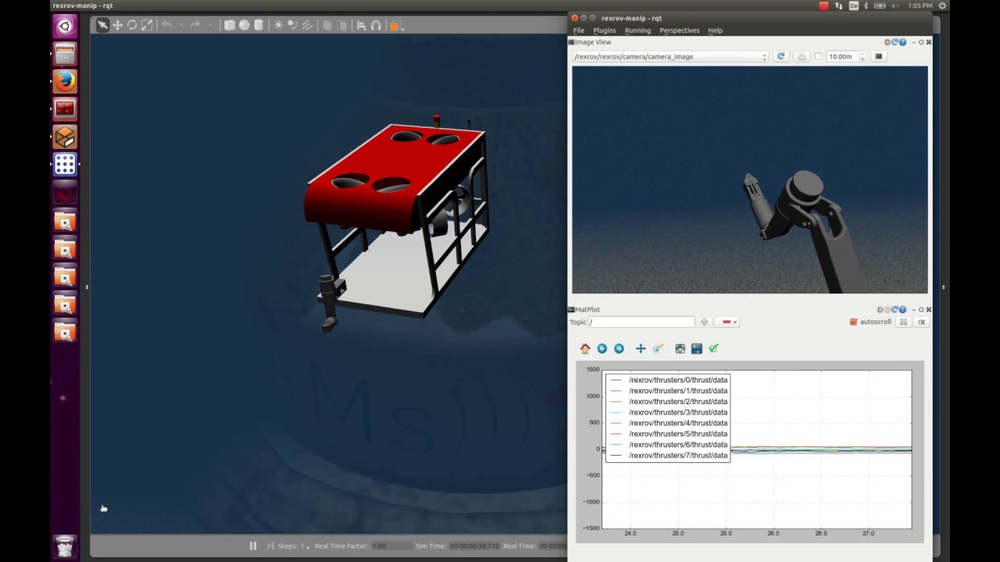 rexrov-manip - rqt
De
1:05 PM
rexrov-manip - rqt
File Plugins Running Perspectives Help
Image View
D
/rexrov/rexrov/camera/camera_image
10.00m
Ms)))
MatPlot
D
Topic /
autoscroll
1500
1000
500
0
−500
−1000
−1500
/rexrov/thrusters/0/thrust/data
/rexrov/thrusters/1/thrust/data
/rexrov/thrusters/2/thrust/data
/rexrov/thrusters/3/thrust/data
/rexrov/thrusters/4/thrust/data
/rexrov/thrusters/5/thrust/data
/rexrov/thrusters/6/thrust/data
/rexrov/thrusters/7/thrust/data
24.5 25.0 25.5 26.0 26.5 27.0
Steps: 1 Real Time Factor: 1.00 Sim Time: 00 00:00:38.710 Real Time: 00 00:00: